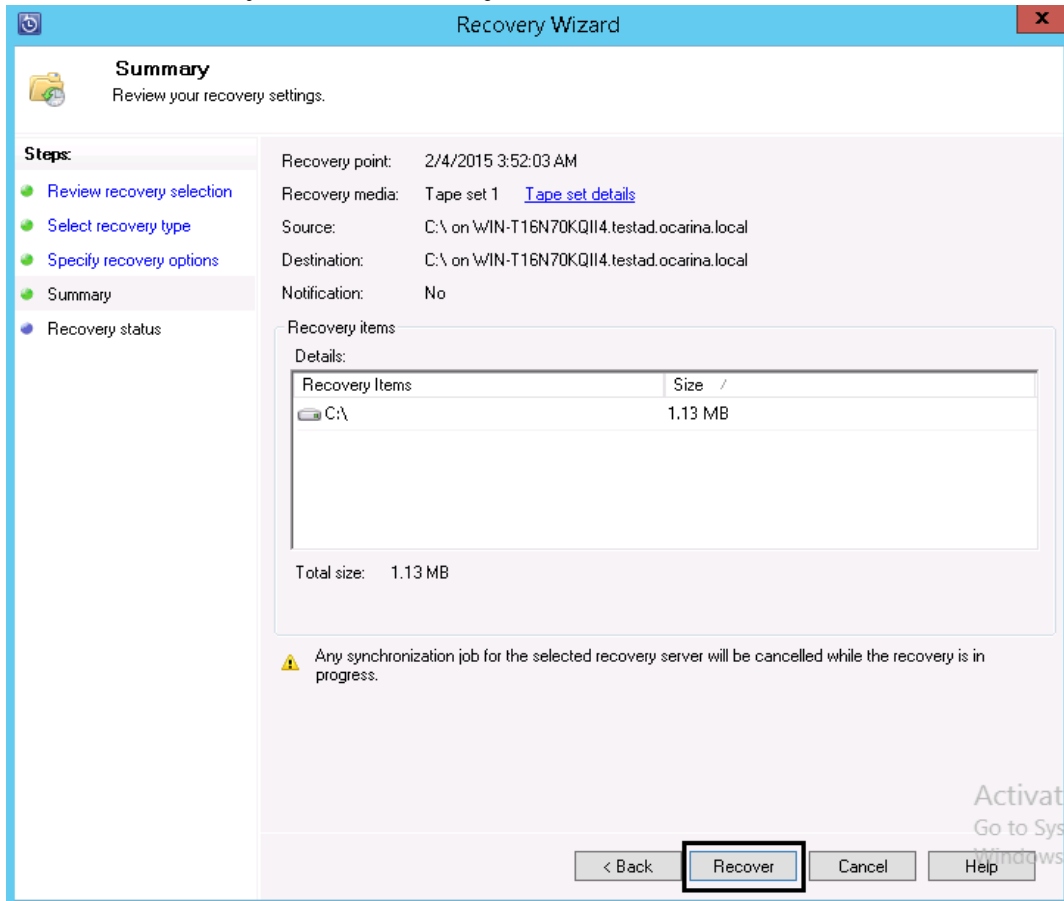 Recovery Wizard
x
Summary
Review your recovery settings.
Steps:
Review recovery selection
Select recovery type
Specify recovery options
Summary
Recovery status
Recovery point: 2/4/2015 3:52:03 AM
Recovery media: Tape set 1 Tape set details
Source: C:\ on WIN-T16N70KQII4.testad.ocarina.local
Destination: C:\ on WIN-T16N70KQII4.testad.ocarina.local
Notification: No
Recovery items
Details:
Recovery Items Size
C:\ 1.13 MB
Total size: 1.13 MB
Any synchronization job for the selected recovery server will be cancelled while the recovery is in
progress.
Activat
Go to Sys
Windows
< Back Recover Cancel Help